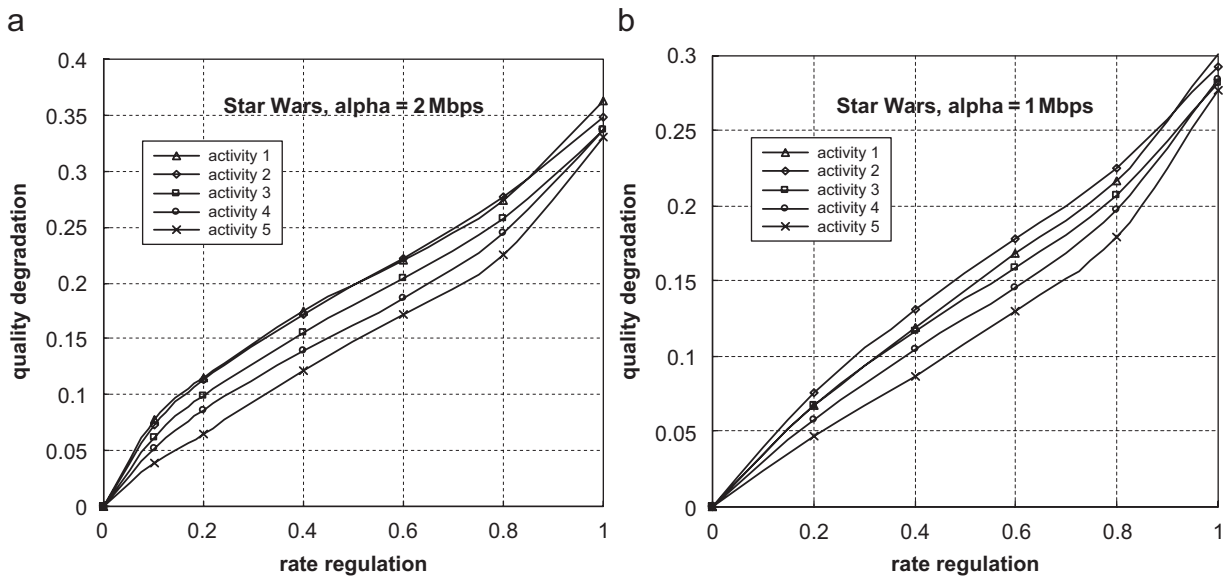 a
0.4
0.35
0.3
0.25
0.2
0.15
0.1
0.05
0
quality degradation
Star Wars, alpha = 2 Mbps
activity 1
activity 2
activity 3
activity 4
activity 5
0 0.2 0.4 0.6 0.8 1
rate regulation
b
0.3
0.25
0.2
0.15
0.1
0.05
0
quality degradation
Star Wars, alpha = 1 Mbps
activity 1
activity 2
activity 3
activity 4
activity 5
0 0.2 0.4 0.6 0.8 1
rate regulation